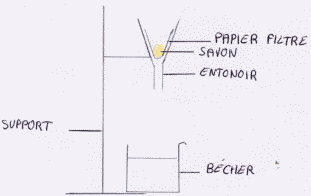 PAPIER FILTRE
SAVON
ENTONOIR
SUPPORT
BÉCHER